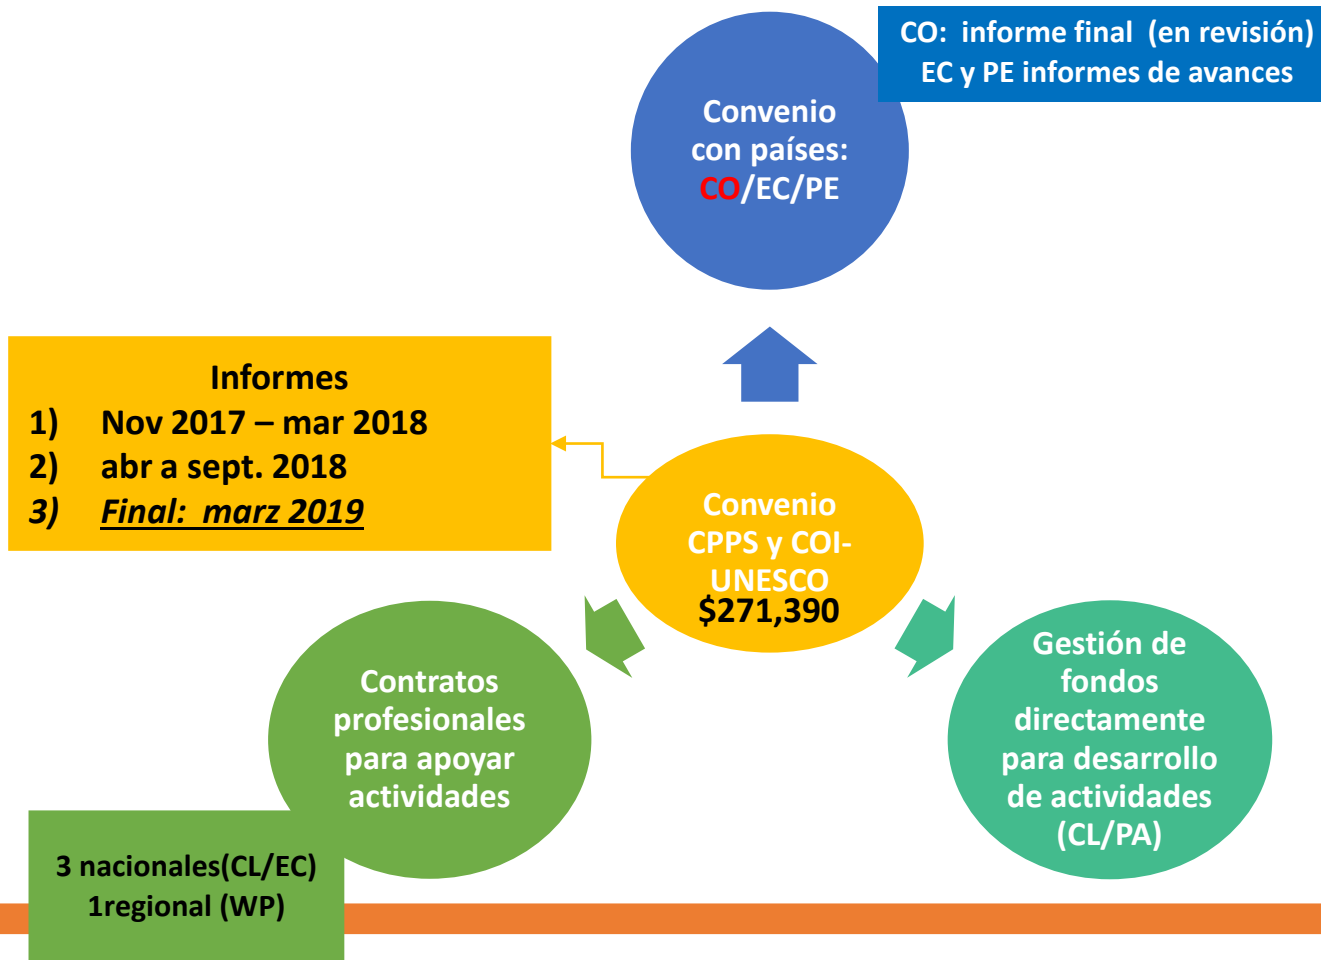 CO: informe final (en revisión)
EC y PE informes de avances
Convenio
con países:
CO/EC/PE
Informes
1) Nov 2017 – mar 2018
2) abr a sept. 2018
3) Final: marz 2019
Convenio
CPPS y COI-
UNESCO
$271,390
Contratos
profesionales
para apoyar
actividades
Gestión de
fondos
directamente
para desarrollo
de actividades
(CL/PA)
3 nacionales(CL/EC)
1regional (WP)